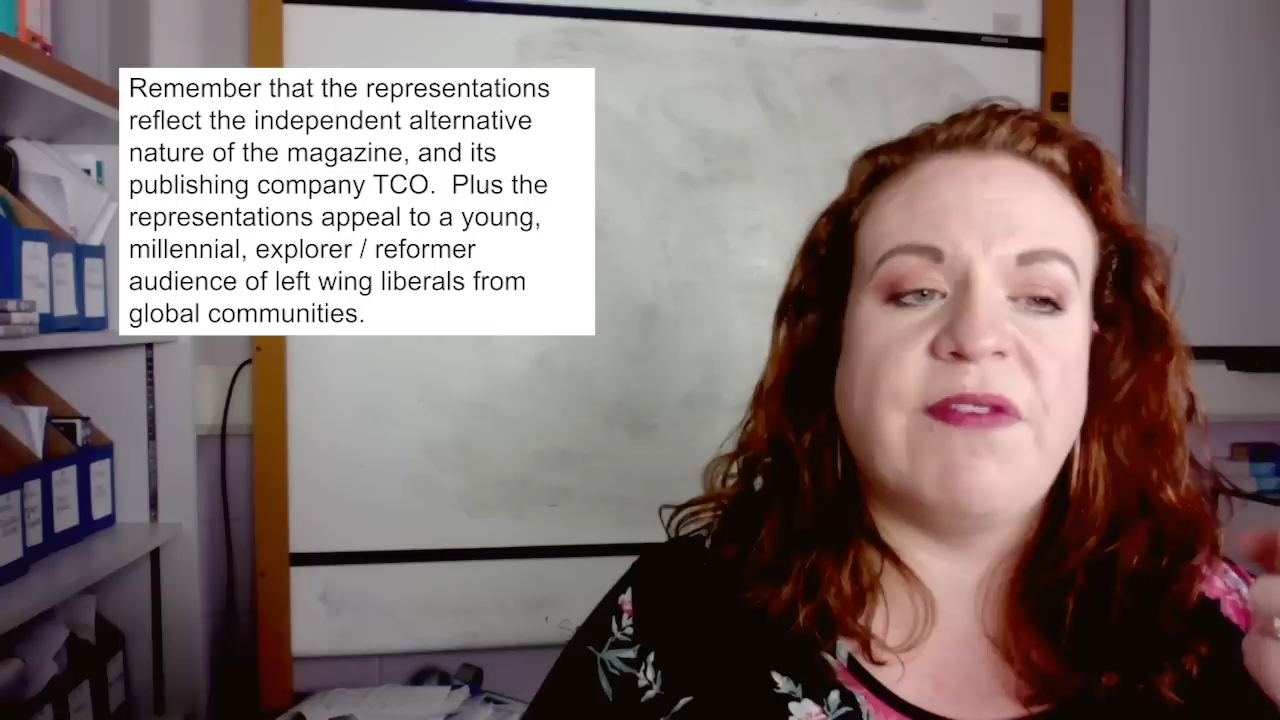 Remember that the representations
reflect the independent alternative
nature of the magazine, and its
publishing company TCO.  Plus the
representations appeal to a young,
millennial, explorer / reformer
audience of left wing liberals from
global communities.